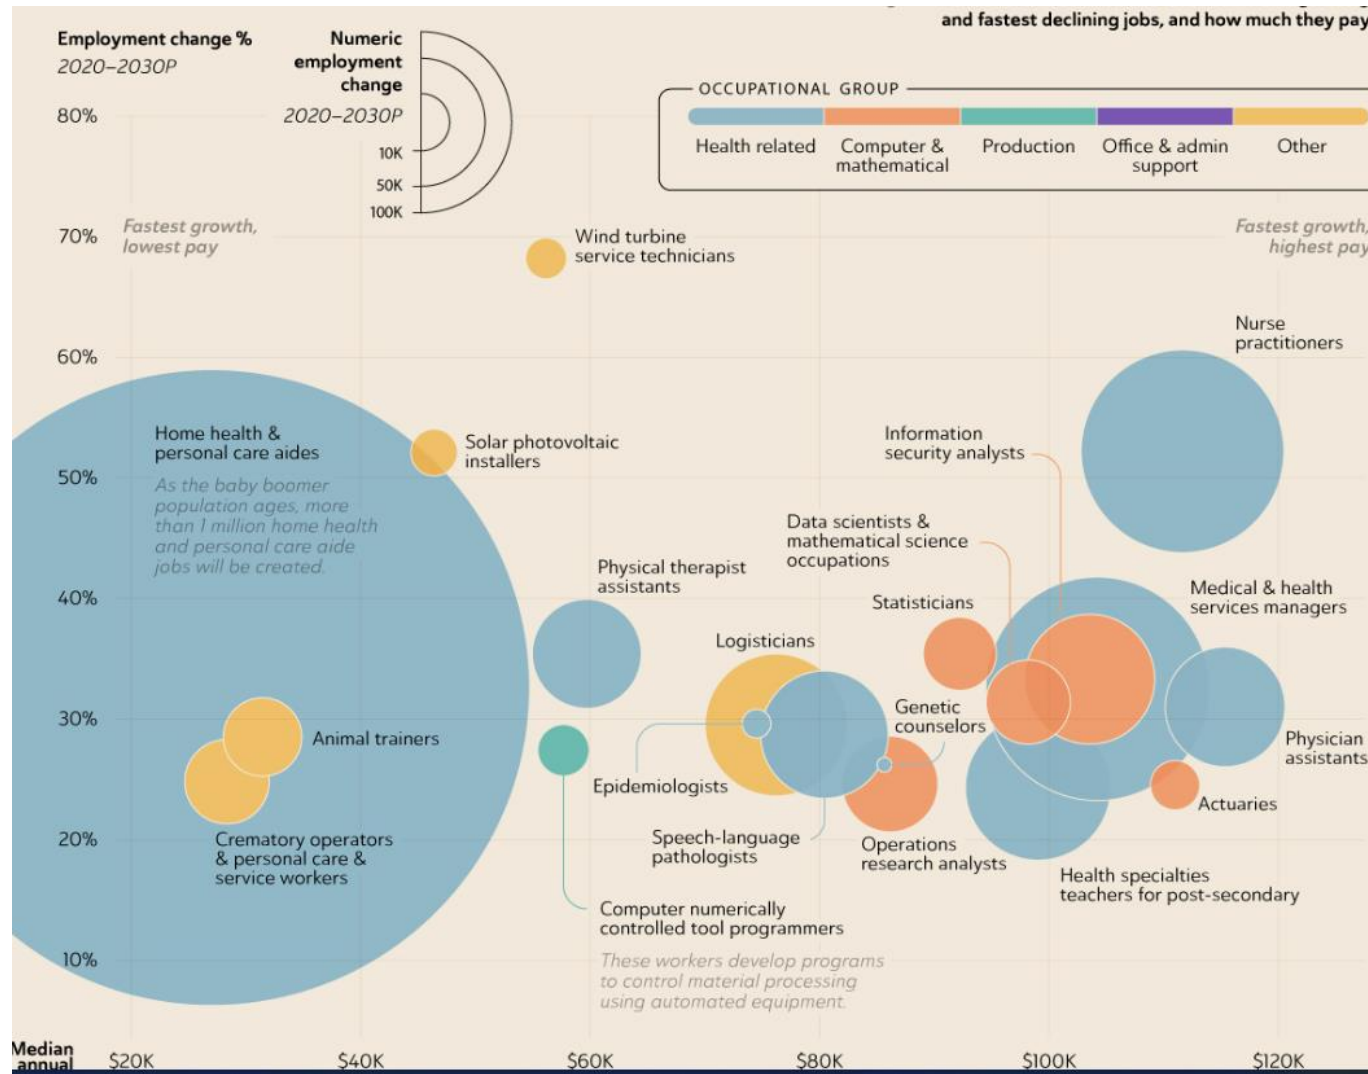 and fastest declining jobs, and how much they pay
Employment change %
2020–2030P
Numeric
employment
change
2020–2030P
10K
50K
100K
OCCUPATIONAL GROUP
Health related
Computer &
mathematical
Production
Office & admin
support
Other
80%
70%
60%
50%
40%
30%
20%
10%
Fastest growth,
lowest pay
Fastest growth,
highest pay
Wind turbine
service technicians
Nurse
practitioners
Home health &
personal care aides
As the baby boomer
population ages, more
than 1 million home health
and personal care aide
jobs will be created.
Solar photovoltaic
installers
Information
security analysts
Data scientists &
mathematical science
occupations
Physical therapist
assistants
Statisticians
Medical & health
services managers
Logisticians
Genetic
counselors
Animal trainers
Physician
assistants
Epidemiologists
Actuaries
Crematory operators
& personal care &
service workers
Speech-language
pathologists
Operations
research analysts
Health specialties
teachers for post-secondary
Computer numerically
controlled tool programmers
These workers develop programs
to control material processing
using automated equipment.
Median
annual
$20K
$40K
$60K
$80K
$100K
$120K